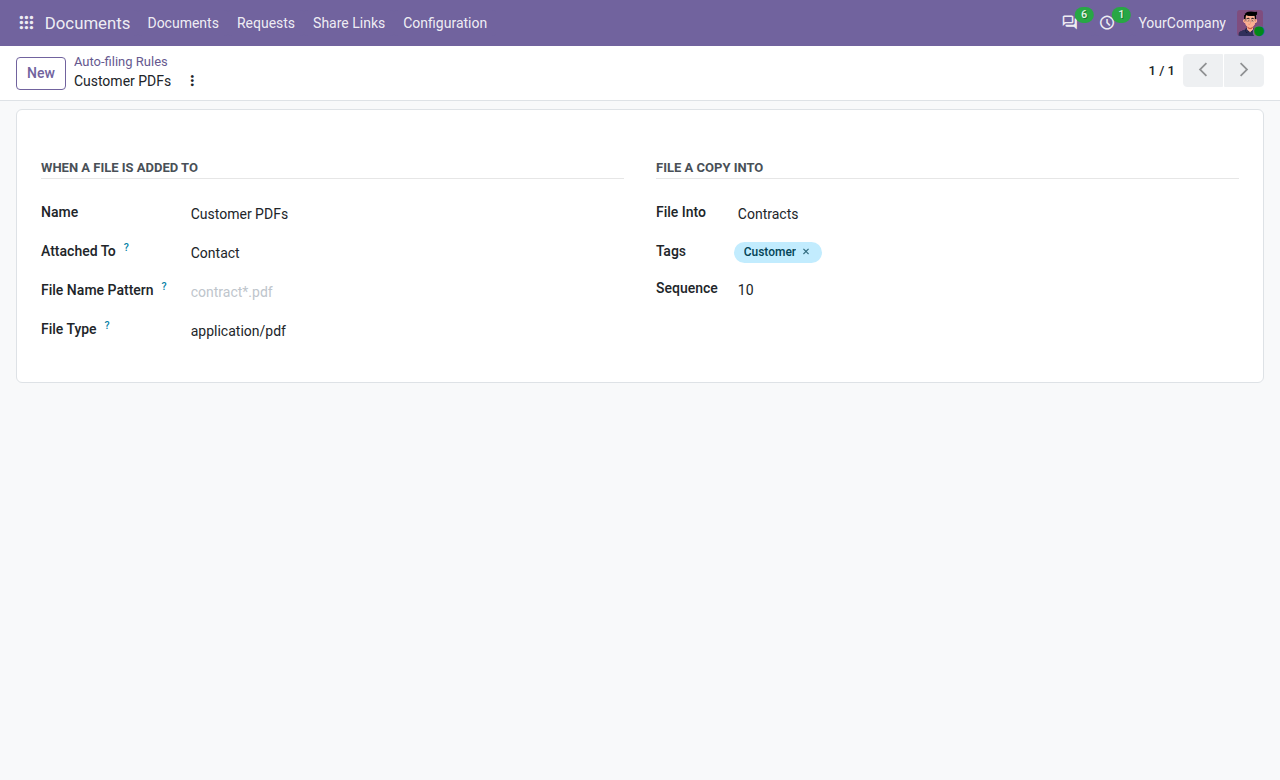 Documents Documents Requests Share Links Configuration 6 1 YourCompany
New Auto-filing Rules
Customer PDFs
1 / 1
WHEN A FILE IS ADDED TO
Name Customer PDFs
Attached To ? Contact
File Name Pattern ? contract*.pdf
File Type ? application/pdf
FILE A COPY INTO
File Into Contracts
Tags Customer ×
Sequence 10